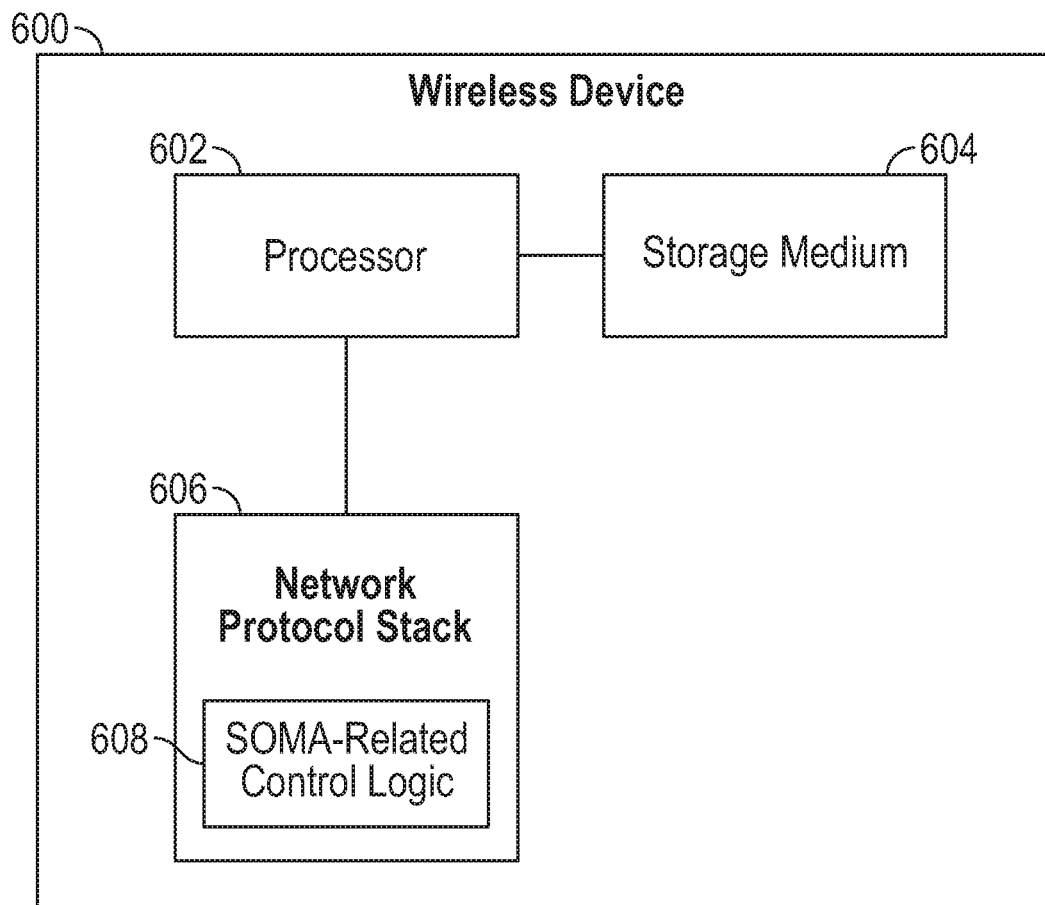 600
Wireless Device
602
604
Processor
Storage Medium
606
Network
Protocol Stack
608
SOMA-Related
Control Logic